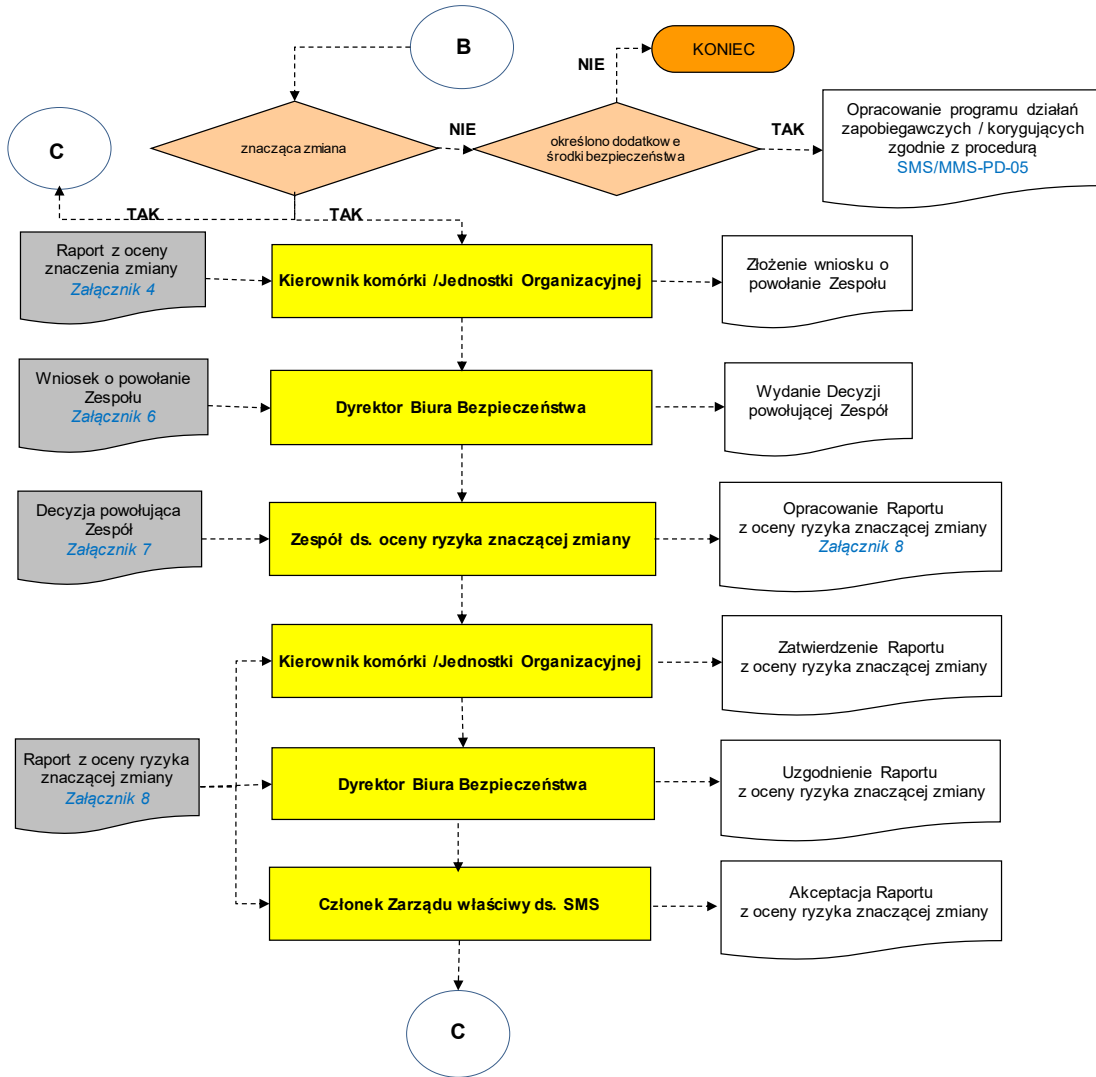 B
KONIEC
NIE
Opracowanie programu działań
zapobiegawczych / korygujących
zgodnie z procedurą
SMS/MMS-PD-05
C
znacząca zmiana
NIE
określono dodatkow e
środki bezpieczeństwa
TAK
TAK
TAK
Raport z oceny
znaczenia zmiany
Załącznik 4
Kierownik komórki /Jednostki Organizacyjnej
Złożenie wniosku o
powołanie Zespołu
Wniosek o powołanie
Zespołu
Załącznik 6
Dyrektor Biura Bezpieczeństwa
Wydanie Decyzji
powołującej Zespół
Decyzja powołująca
Zespół
Załącznik 7
Zespół ds. oceny ryzyka znaczącej zmiany
Opracowanie Raportu
z oceny ryzyka znaczącej zmiany
Załącznik 8
Kierownik komórki /Jednostki Organizacyjnej
Zatwierdzenie Raportu
z oceny ryzyka znaczącej zmiany
Raport z oceny ryzyka
znaczącej zmiany
Załącznik 8
Dyrektor Biura Bezpieczeństwa
Uzgodnienie Raportu
z oceny ryzyka znaczącej zmiany
Członek Zarządu właściwy ds. SMS
Akceptacja Raportu
z oceny ryzyka znaczącej zmiany
C